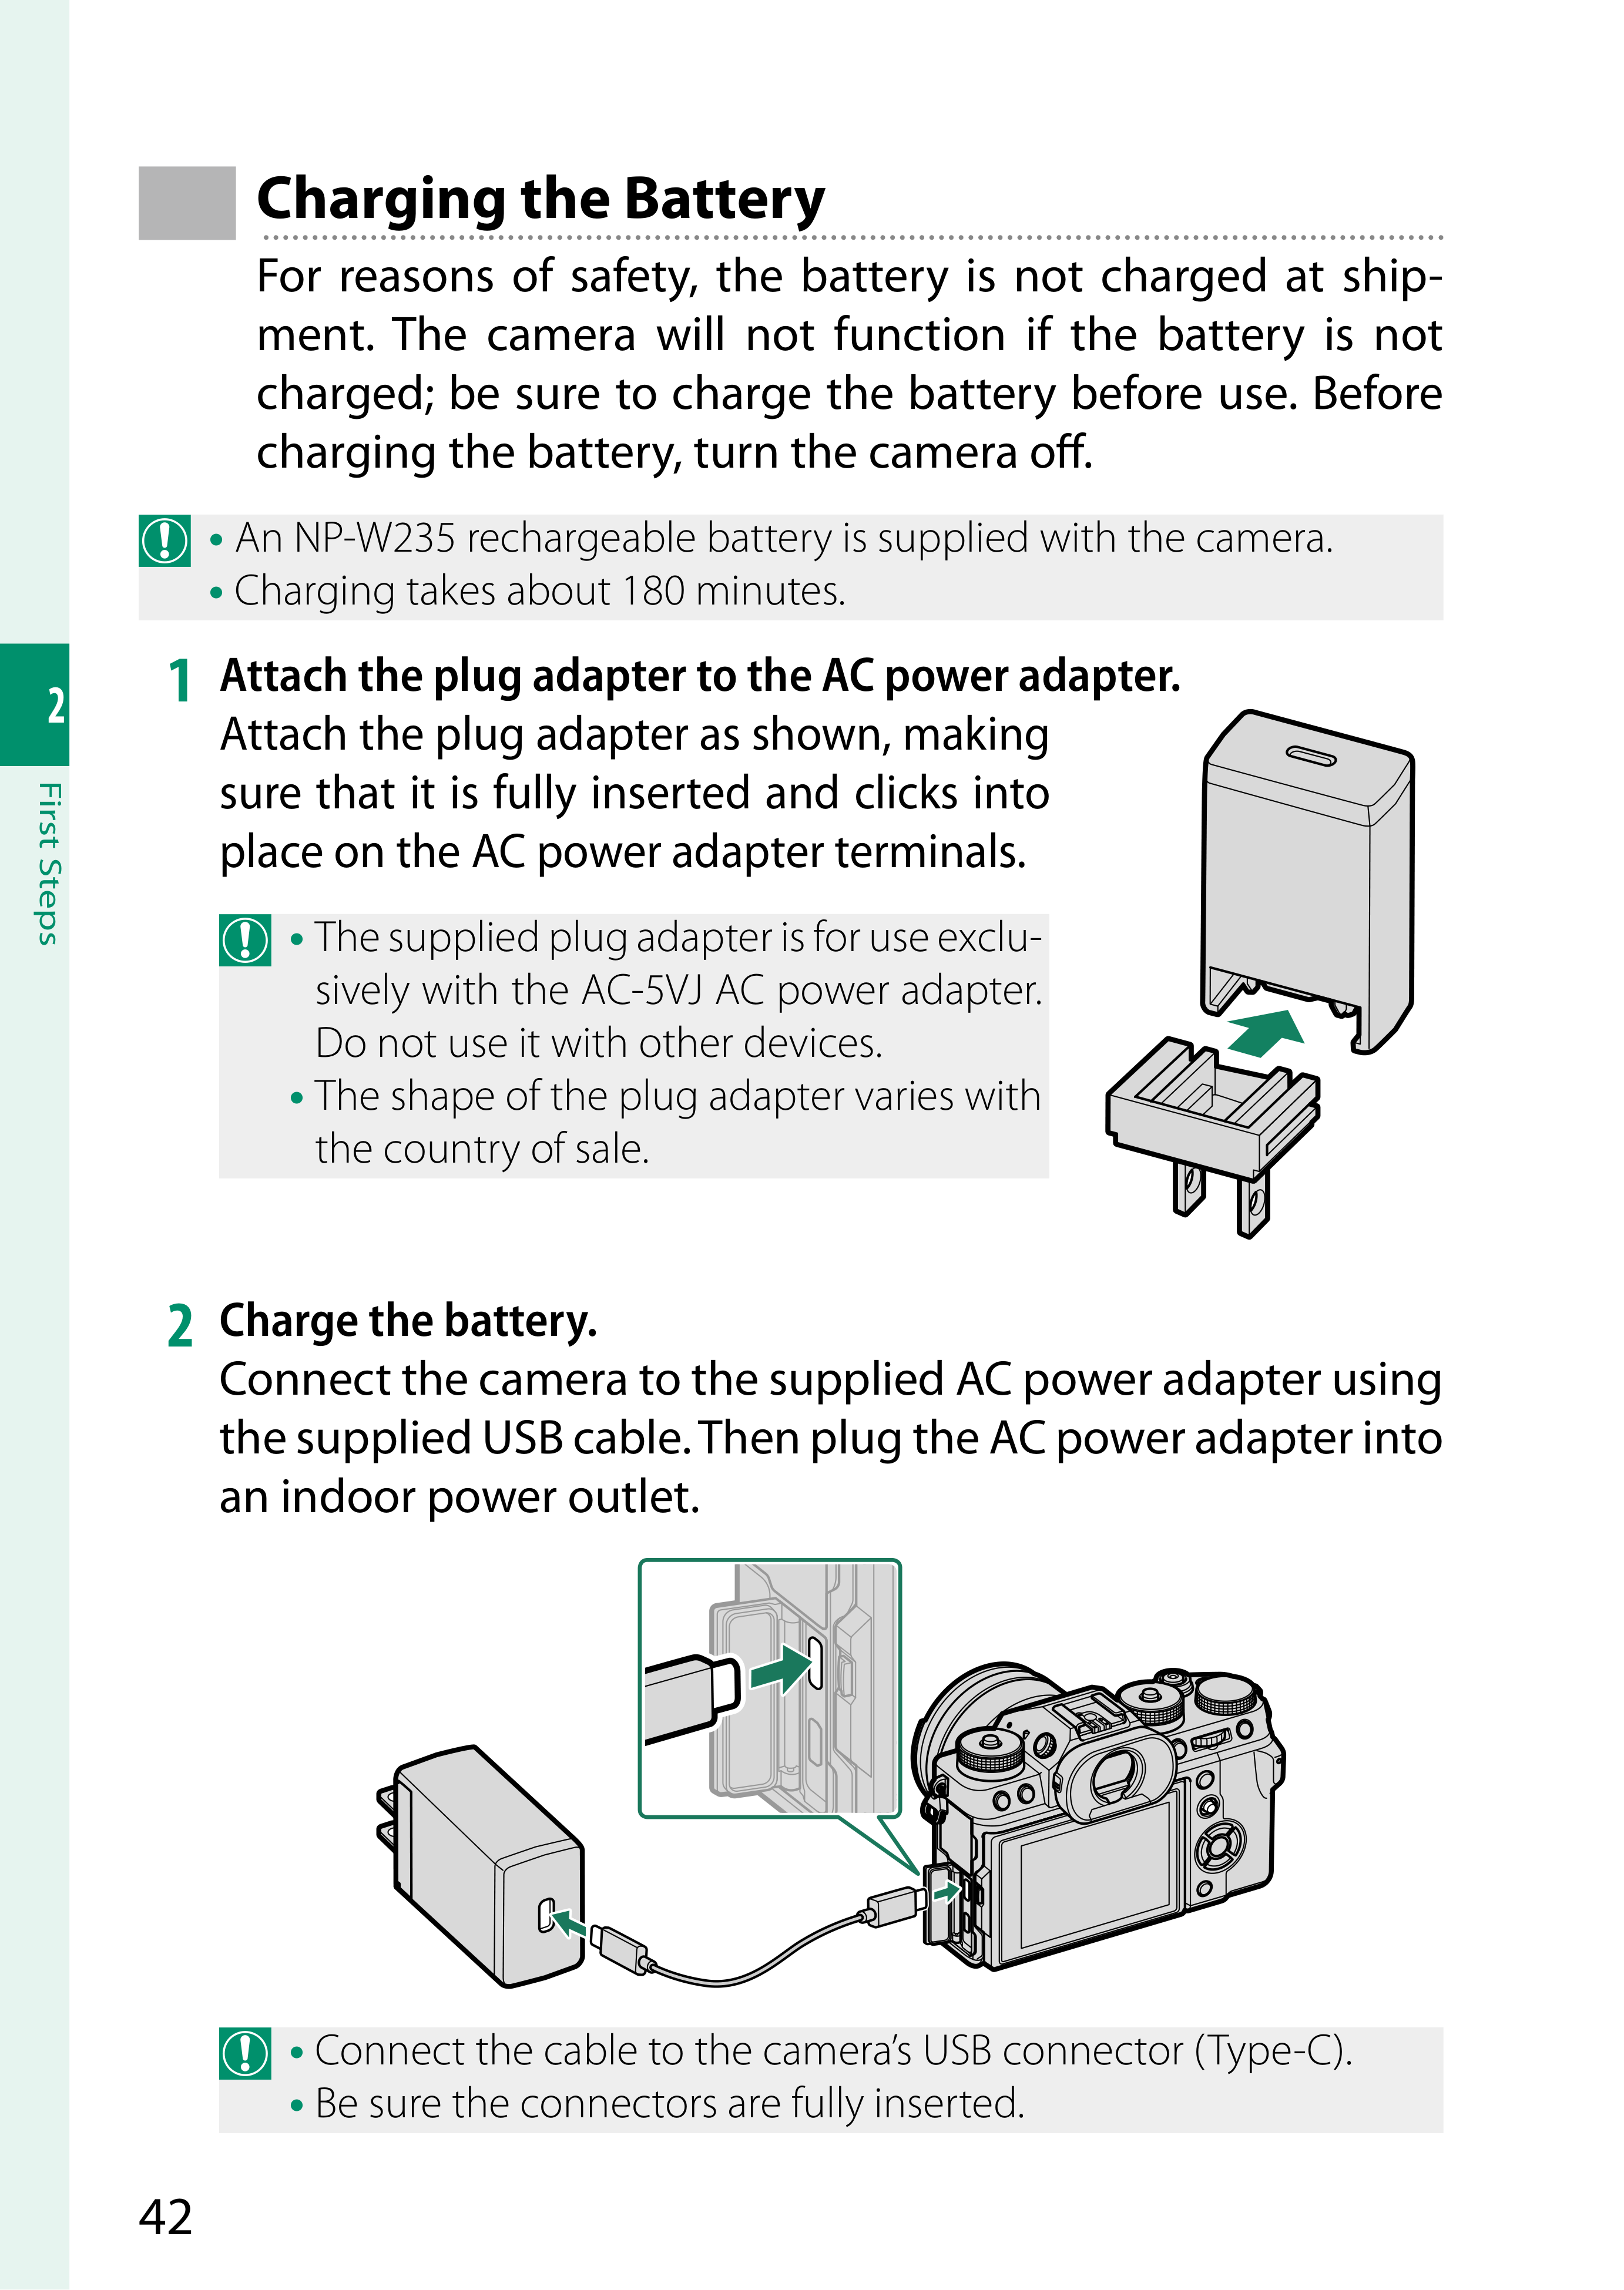 Charging the Battery
For reasons of safety, the battery is not charged at ship-
ment. The camera will not function if the battery is not
charged; be sure to charge the battery before use. Before
charging the battery, turn the camera off.
• An NP-W235 rechargeable battery is supplied with the camera.
• Charging takes about 180 minutes.
1 Attach the plug adapter to the AC power adapter.
Attach the plug adapter as shown, making
sure that it is fully inserted and clicks into
place on the AC power adapter terminals.
• The supplied plug adapter is for use exclu-
sively with the AC-5VJ AC power adapter.
Do not use it with other devices.
• The shape of the plug adapter varies with
the country of sale.
2 Charge the battery.
Connect the camera to the supplied AC power adapter using
the supplied USB cable. Then plug the AC power adapter into
an indoor power outlet.
• Connect the cable to the camera’s USB connector (Type-C).
• Be sure the connectors are fully inserted.
2
First Steps
42